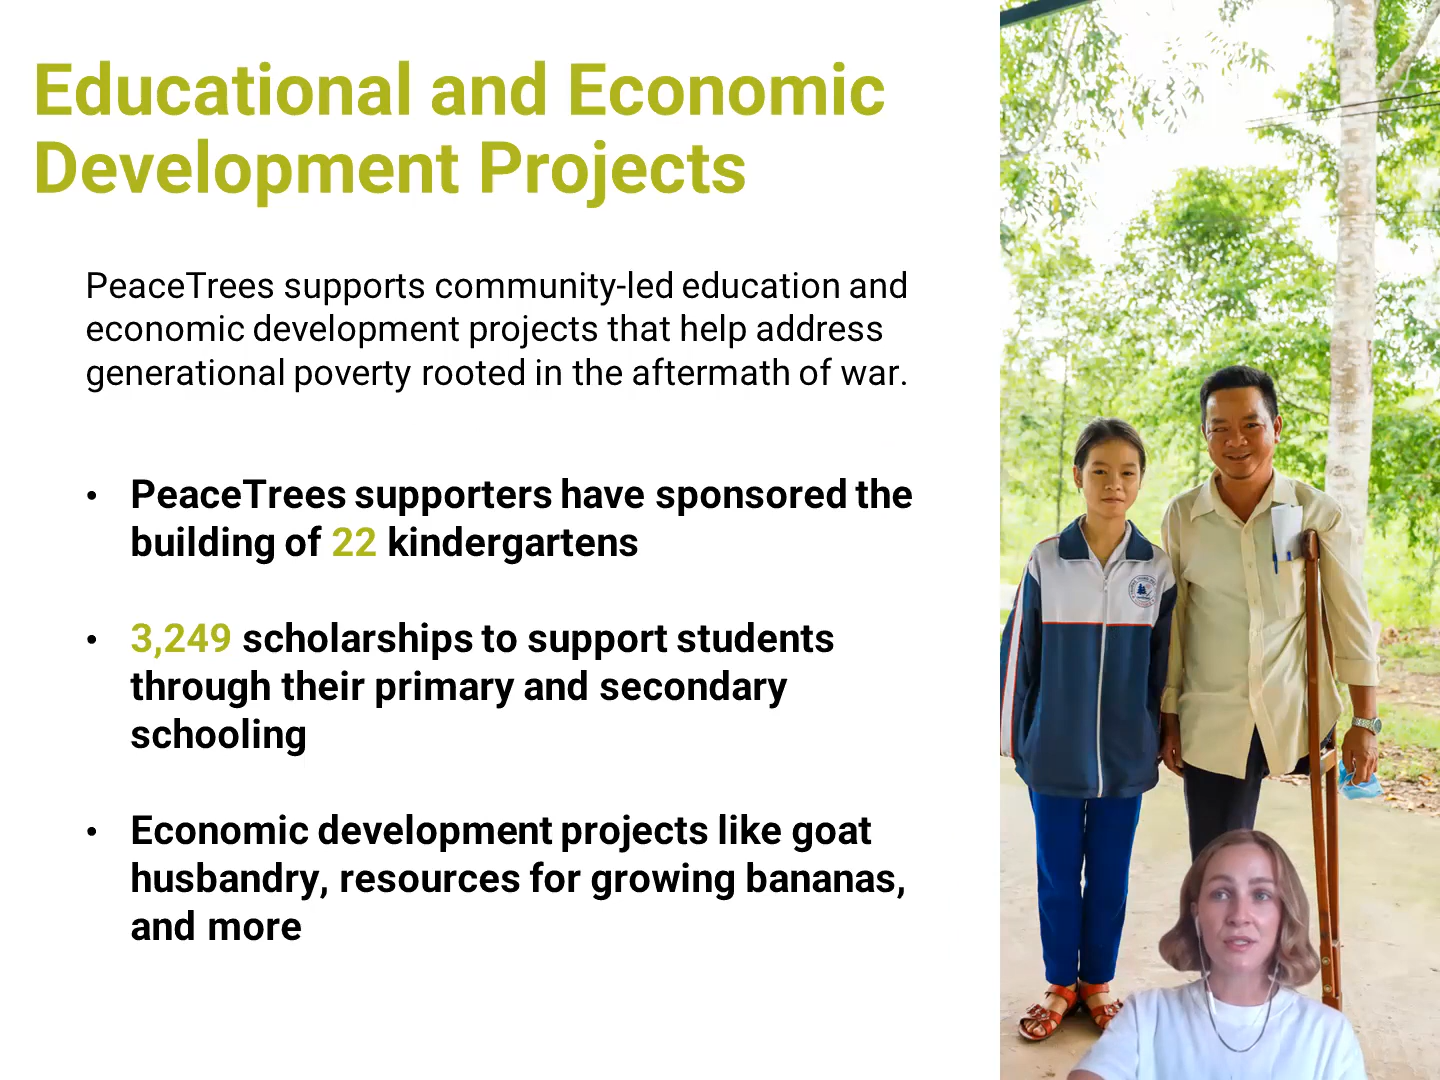 Educational and Economic
Development Projects
PeaceTrees supports community-led education and
economic development projects that help address
generational poverty rooted in the aftermath of war.
• PeaceTrees supporters have sponsored the
building of 22 kindergartens
• 3,249 scholarships to support students
through their primary and secondary
schooling
• Economic development projects like goat
husbandry, resources for growing bananas,
and more